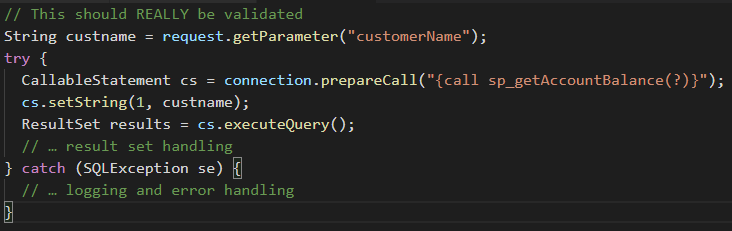 // This should REALLY be validated
String custname = request.getParameter("customerName");
try {
CallableStatement cs = connection.prepareCall("{call sp_getAccountBalance(?)}");
cs.setString(1, custname);
ResultSet results = cs.executeQuery();
// … result set handling
} catch (SQLException se) {
// … logging and error handling
}